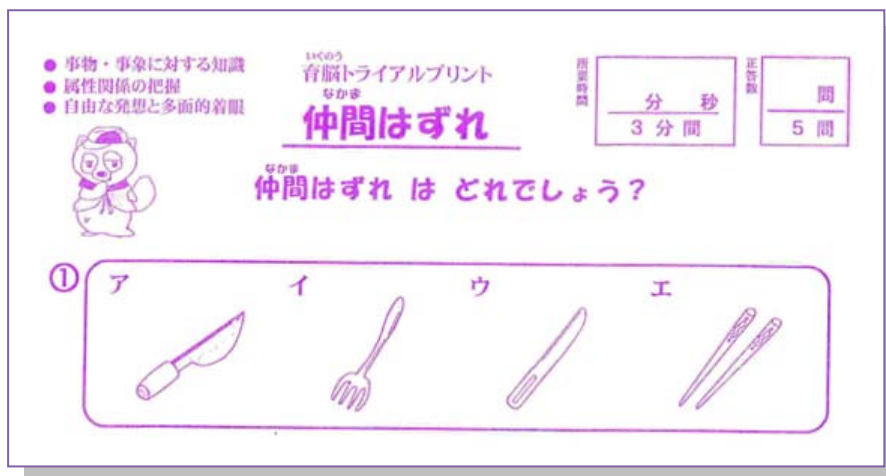 ● 事物・事象に対する知識
● 属性関係の把握
● 自由な発想と多面的着眼
いくのう
育脳トライアルプリント
なかま
仲間はずれ
所要時間
分 秒
3 分 間
正答数
問
5 問
なかま
仲間はずれ は どれでしょう?
①
ア イ ウ エ